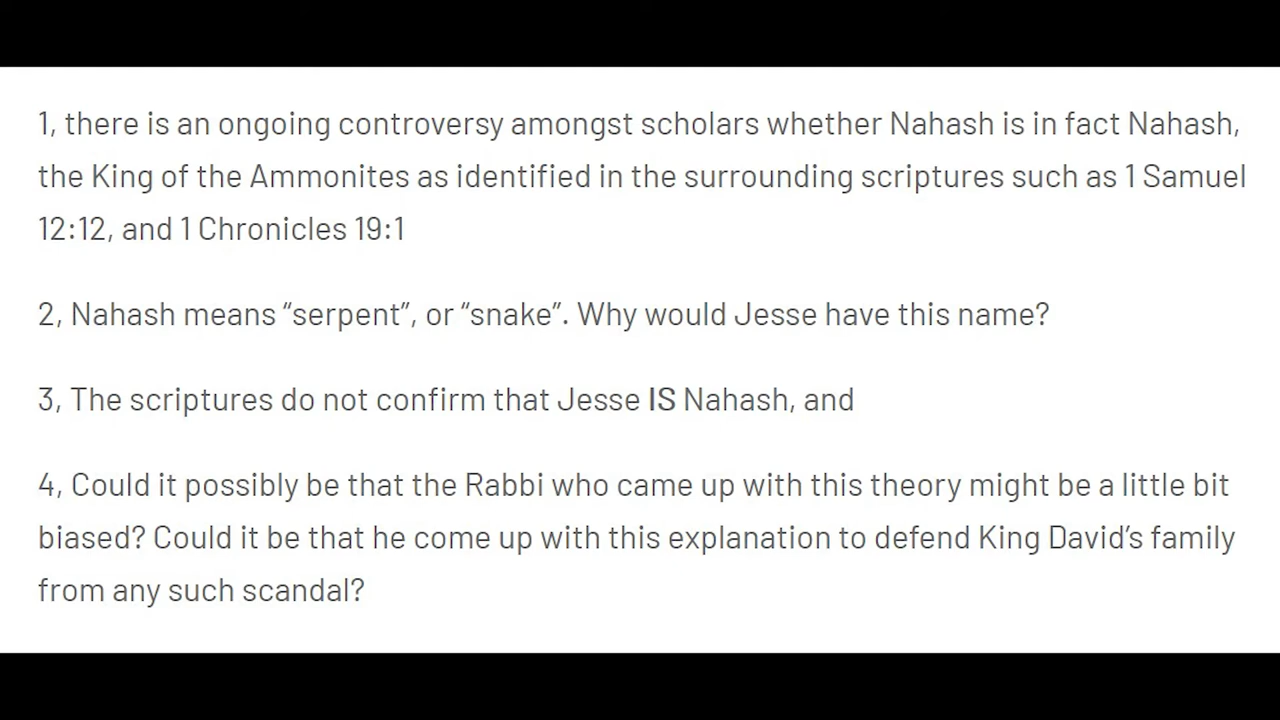 1, there is an ongoing controversy amongst scholars whether Nahash is in fact Nahash,
the King of the Ammonites as identified in the surrounding scriptures such as 1 Samuel
12:12, and 1 Chronicles 19:1
2, Nahash means “serpent”, or “snake”. Why would Jesse have this name?
3, The scriptures do not confirm that Jesse IS Nahash, and
4, Could it possibly be that the Rabbi who came up with this theory might be a little bit
biased? Could it be that he come up with this explanation to defend King David’s family
from any such scandal?